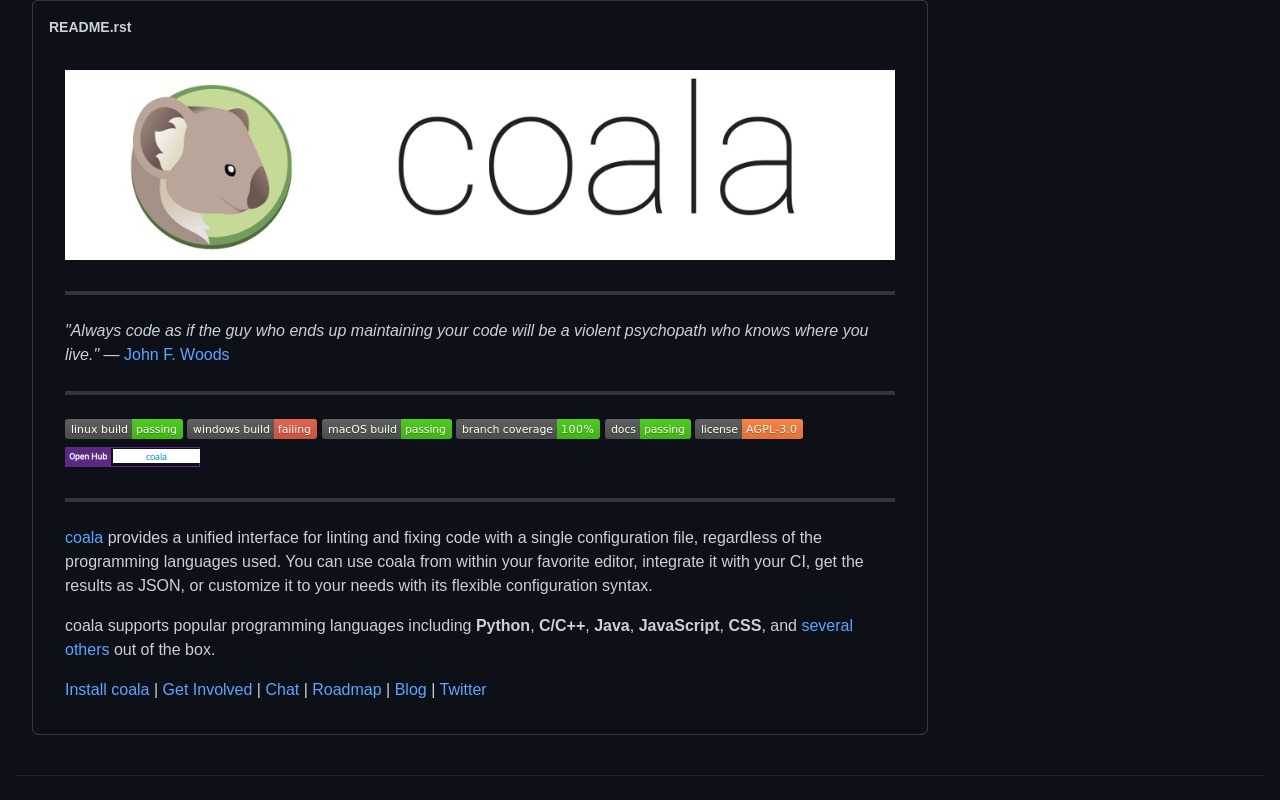 README.rst
coala
"Always code as if the guy who ends up maintaining your code will be a violent psychopath who knows where you
live." — John F. Woods
linux build passing windows build failing macOS build passing branch coverage 100% docs passing license AGPL-3.0
Open Hub coala
coala provides a unified interface for linting and fixing code with a single configuration file, regardless of the
programming languages used. You can use coala from within your favorite editor, integrate it with your CI, get the
results as JSON, or customize it to your needs with its flexible configuration syntax.
coala supports popular programming languages including Python, C/C++, Java, JavaScript, CSS, and several
others out of the box.
Install coala | Get Involved | Chat | Roadmap | Blog | Twitter